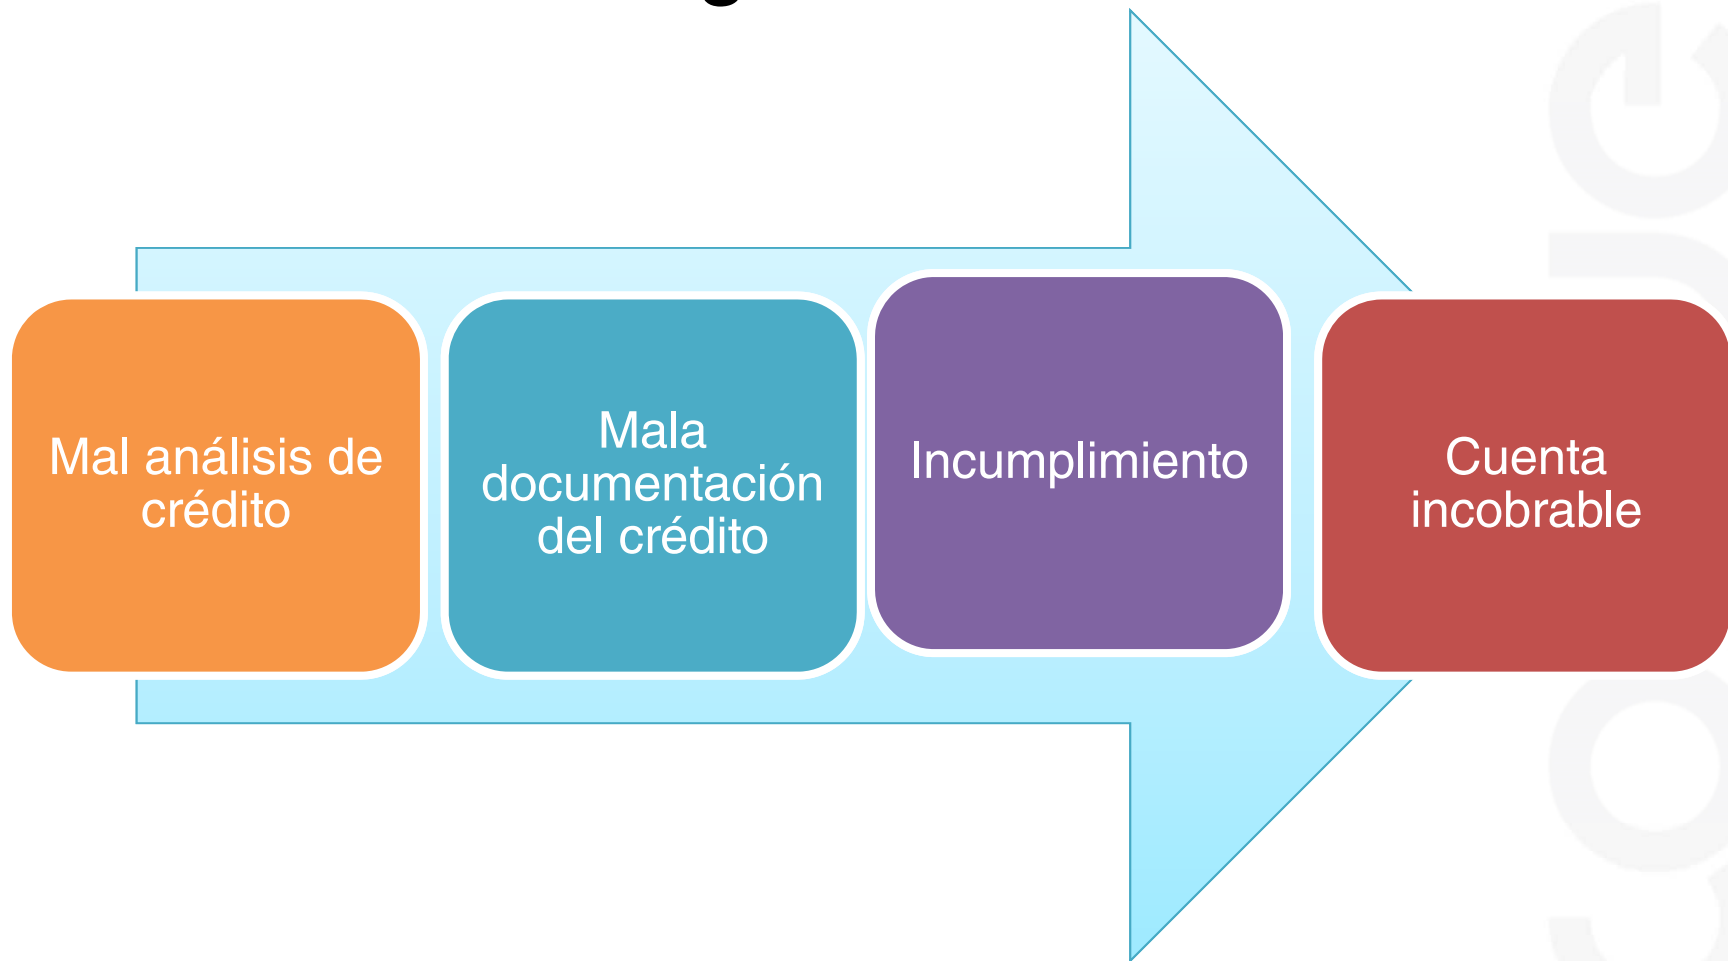 Mal análisis de
crédito
Mala
documentación
del crédito
Incumplimiento
Cuenta
incobrable